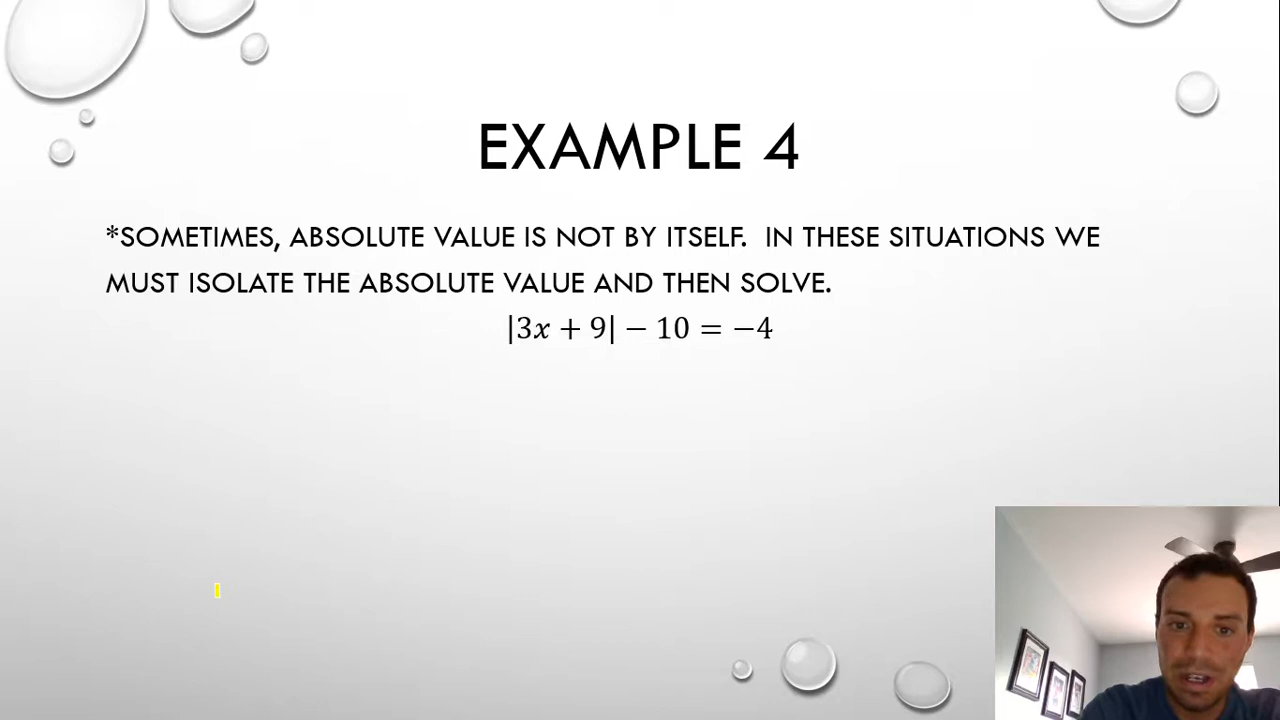 EXAMPLE 4
*SOMETIMES, ABSOLUTE VALUE IS NOT BY ITSELF. IN THESE SITUATIONS WE
MUST ISOLATE THE ABSOLUTE VALUE AND THEN SOLVE.
|3x + 9| − 10 = −4